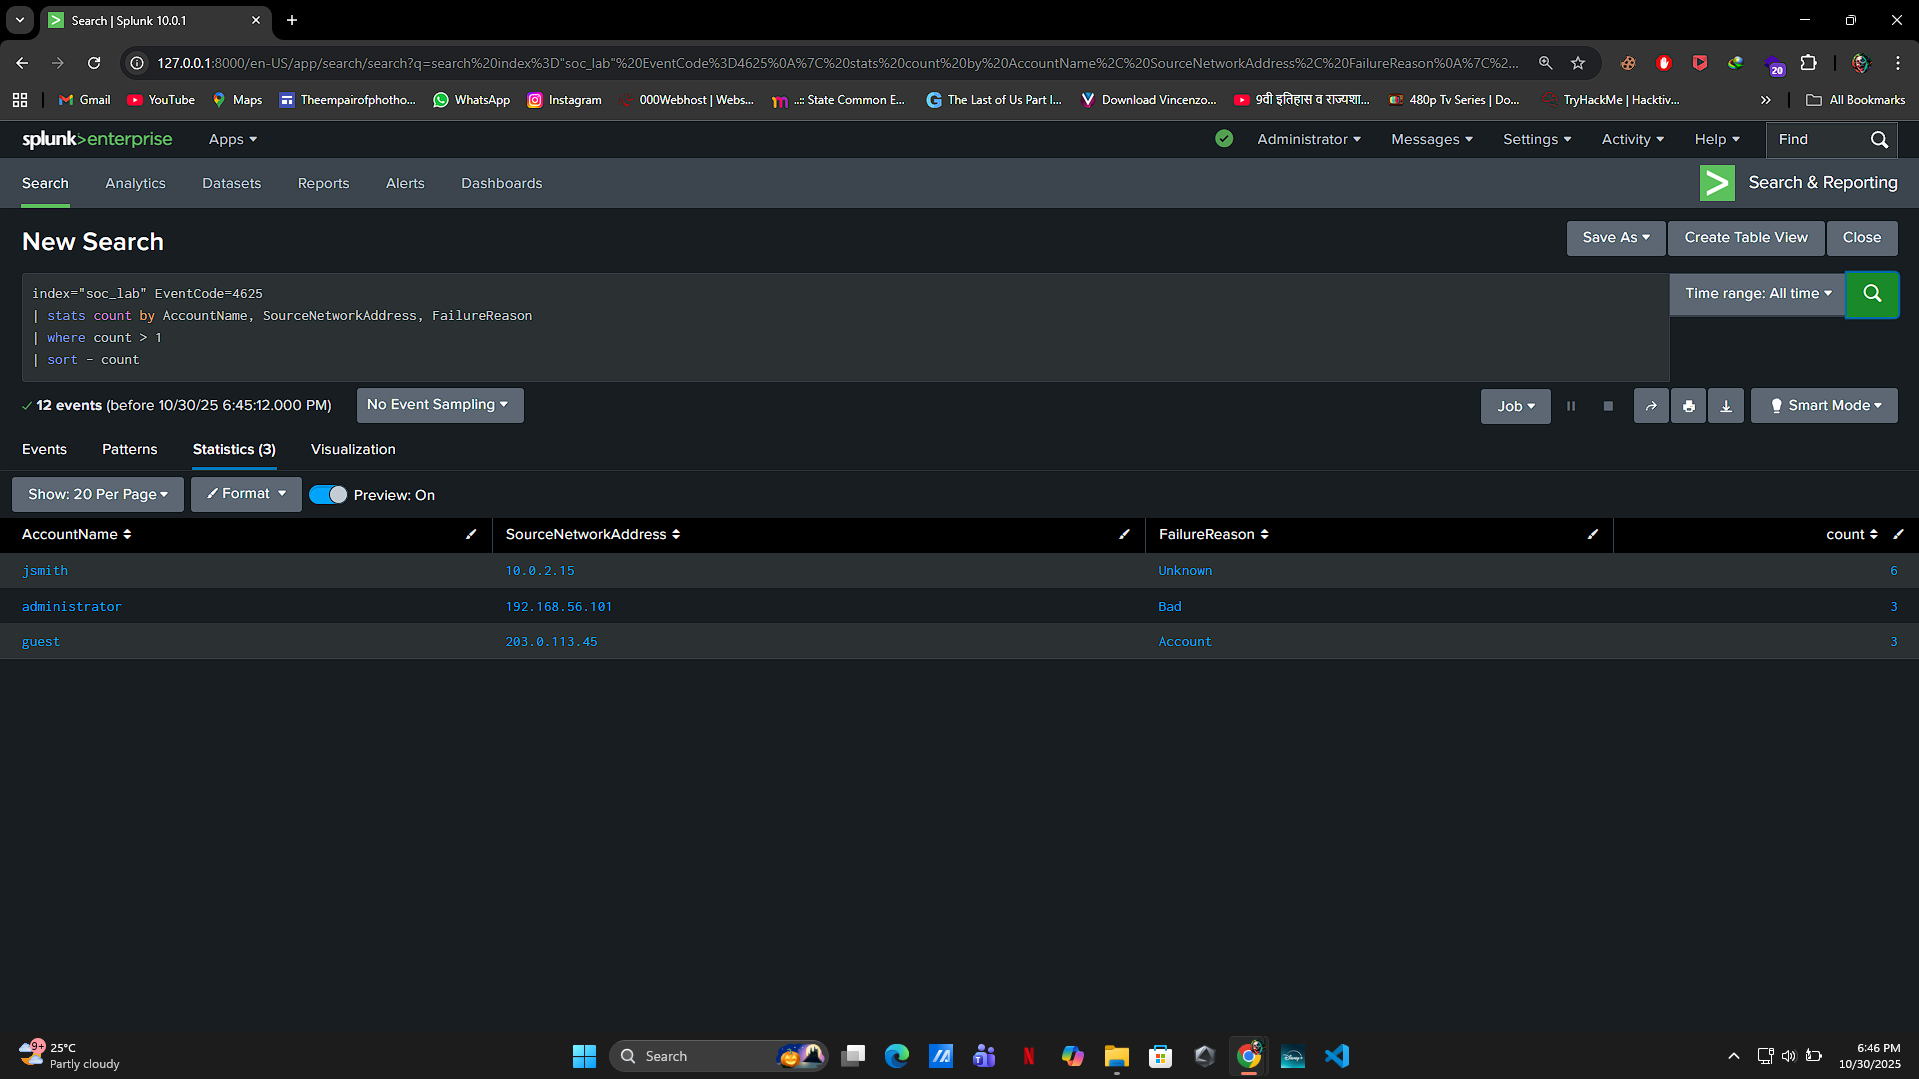 Search | Splunk 10.0.1
127.0.0.1:8000/en-US/app/search/search?q=search%20index%3D"soc_lab"%20EventCode%3D4625%0A%7C%20stats%20count%20by%20AccountName%2C%20SourceNetworkAddress%2C%20FailureReason%0A%7C%2...
20
Gmail YouTube Maps Theempairofphotho... WhatsApp Instagram 000Webhost | Webs... ..:: State Common E... The Last of Us Part I... Download Vincenzo... 9वी इतिहास व राज्यशा... 480p Tv Series | Do... TryHackMe | Hacktiv... » All Bookmarks
splunk>enterprise Apps Administrator Messages Settings Activity Help Find
Search Analytics Datasets Reports Alerts Dashboards Search & Reporting
New Search Save As Create Table View Close
index="soc_lab" EventCode=4625 Time range: All time
| stats count by AccountName, SourceNetworkAddress, FailureReason
| where count > 1
| sort - count
12 events (before 10/30/25 6:45:12.000 PM) No Event Sampling Job Smart Mode
Events Patterns Statistics (3) Visualization
Show: 20 Per Page Format Preview: On
AccountName SourceNetworkAddress FailureReason count
jsmith 10.0.2.15 Unknown 6
administrator 192.168.56.101 Bad 3
guest 203.0.113.45 Account 3
9+ 25°C
Partly cloudy
Search
Disney+
6:46 PM
10/30/2025